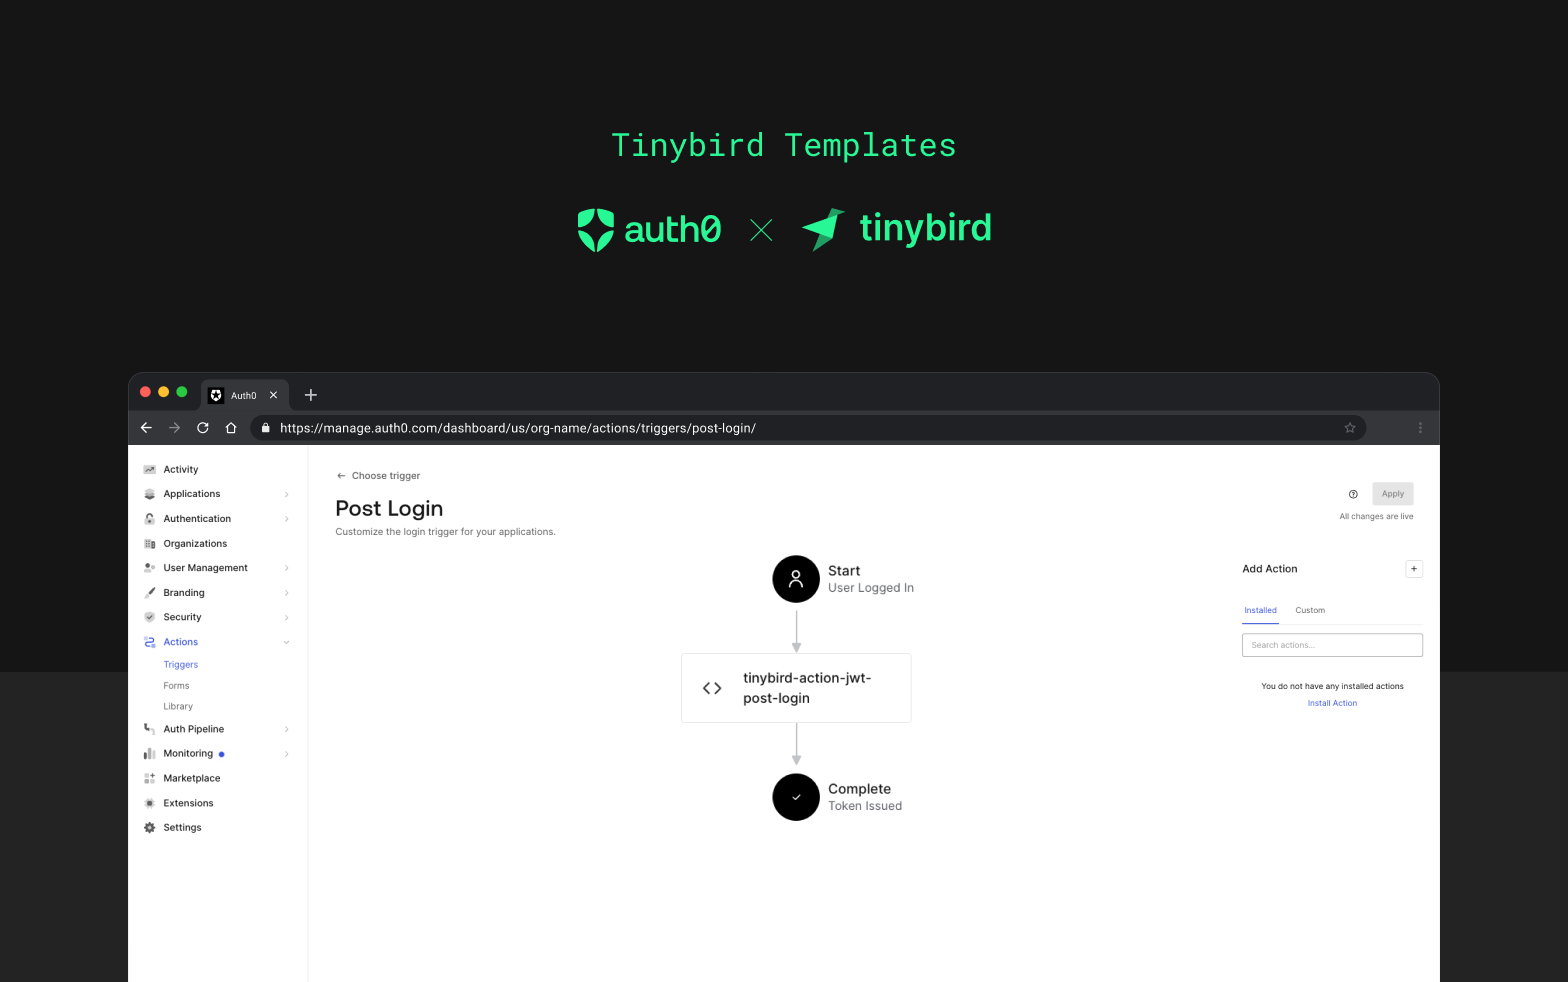 Tinybird Templates
auth0 × tinybird
Auth0
https://manage.auth0.com/dashboard/us/org-name/actions/triggers/post-login/
Activity
Applications
Authentication
Organizations
User Management
Branding
Security
Actions
Triggers
Forms
Library
Auth Pipeline
Monitoring
Marketplace
Extensions
Settings
← Choose trigger
Post Login
Customize the login trigger for your applications.
Apply
All changes are live
Start
User Logged In
tinybird-action-jwt-
post-login
Complete
Token Issued
Add Action
Installed Custom
Search actions...
You do not have any installed actions
Install Action